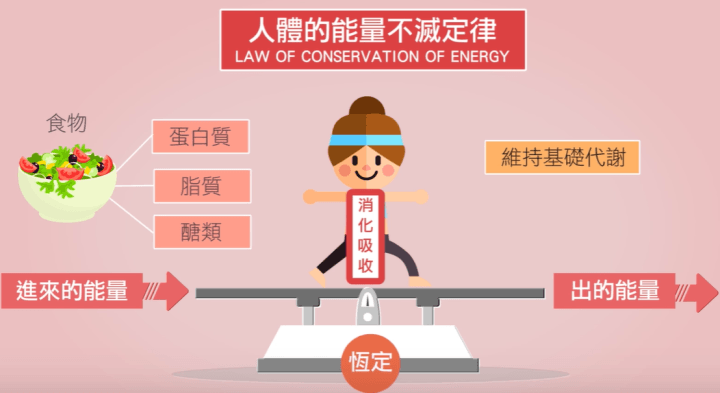 人體的能量不滅定律
LAW OF CONSERVATION OF ENERGY
食物
蛋白質
脂質
醣類
維持基礎代謝
消化吸收
進來的能量
出的能量
恆定